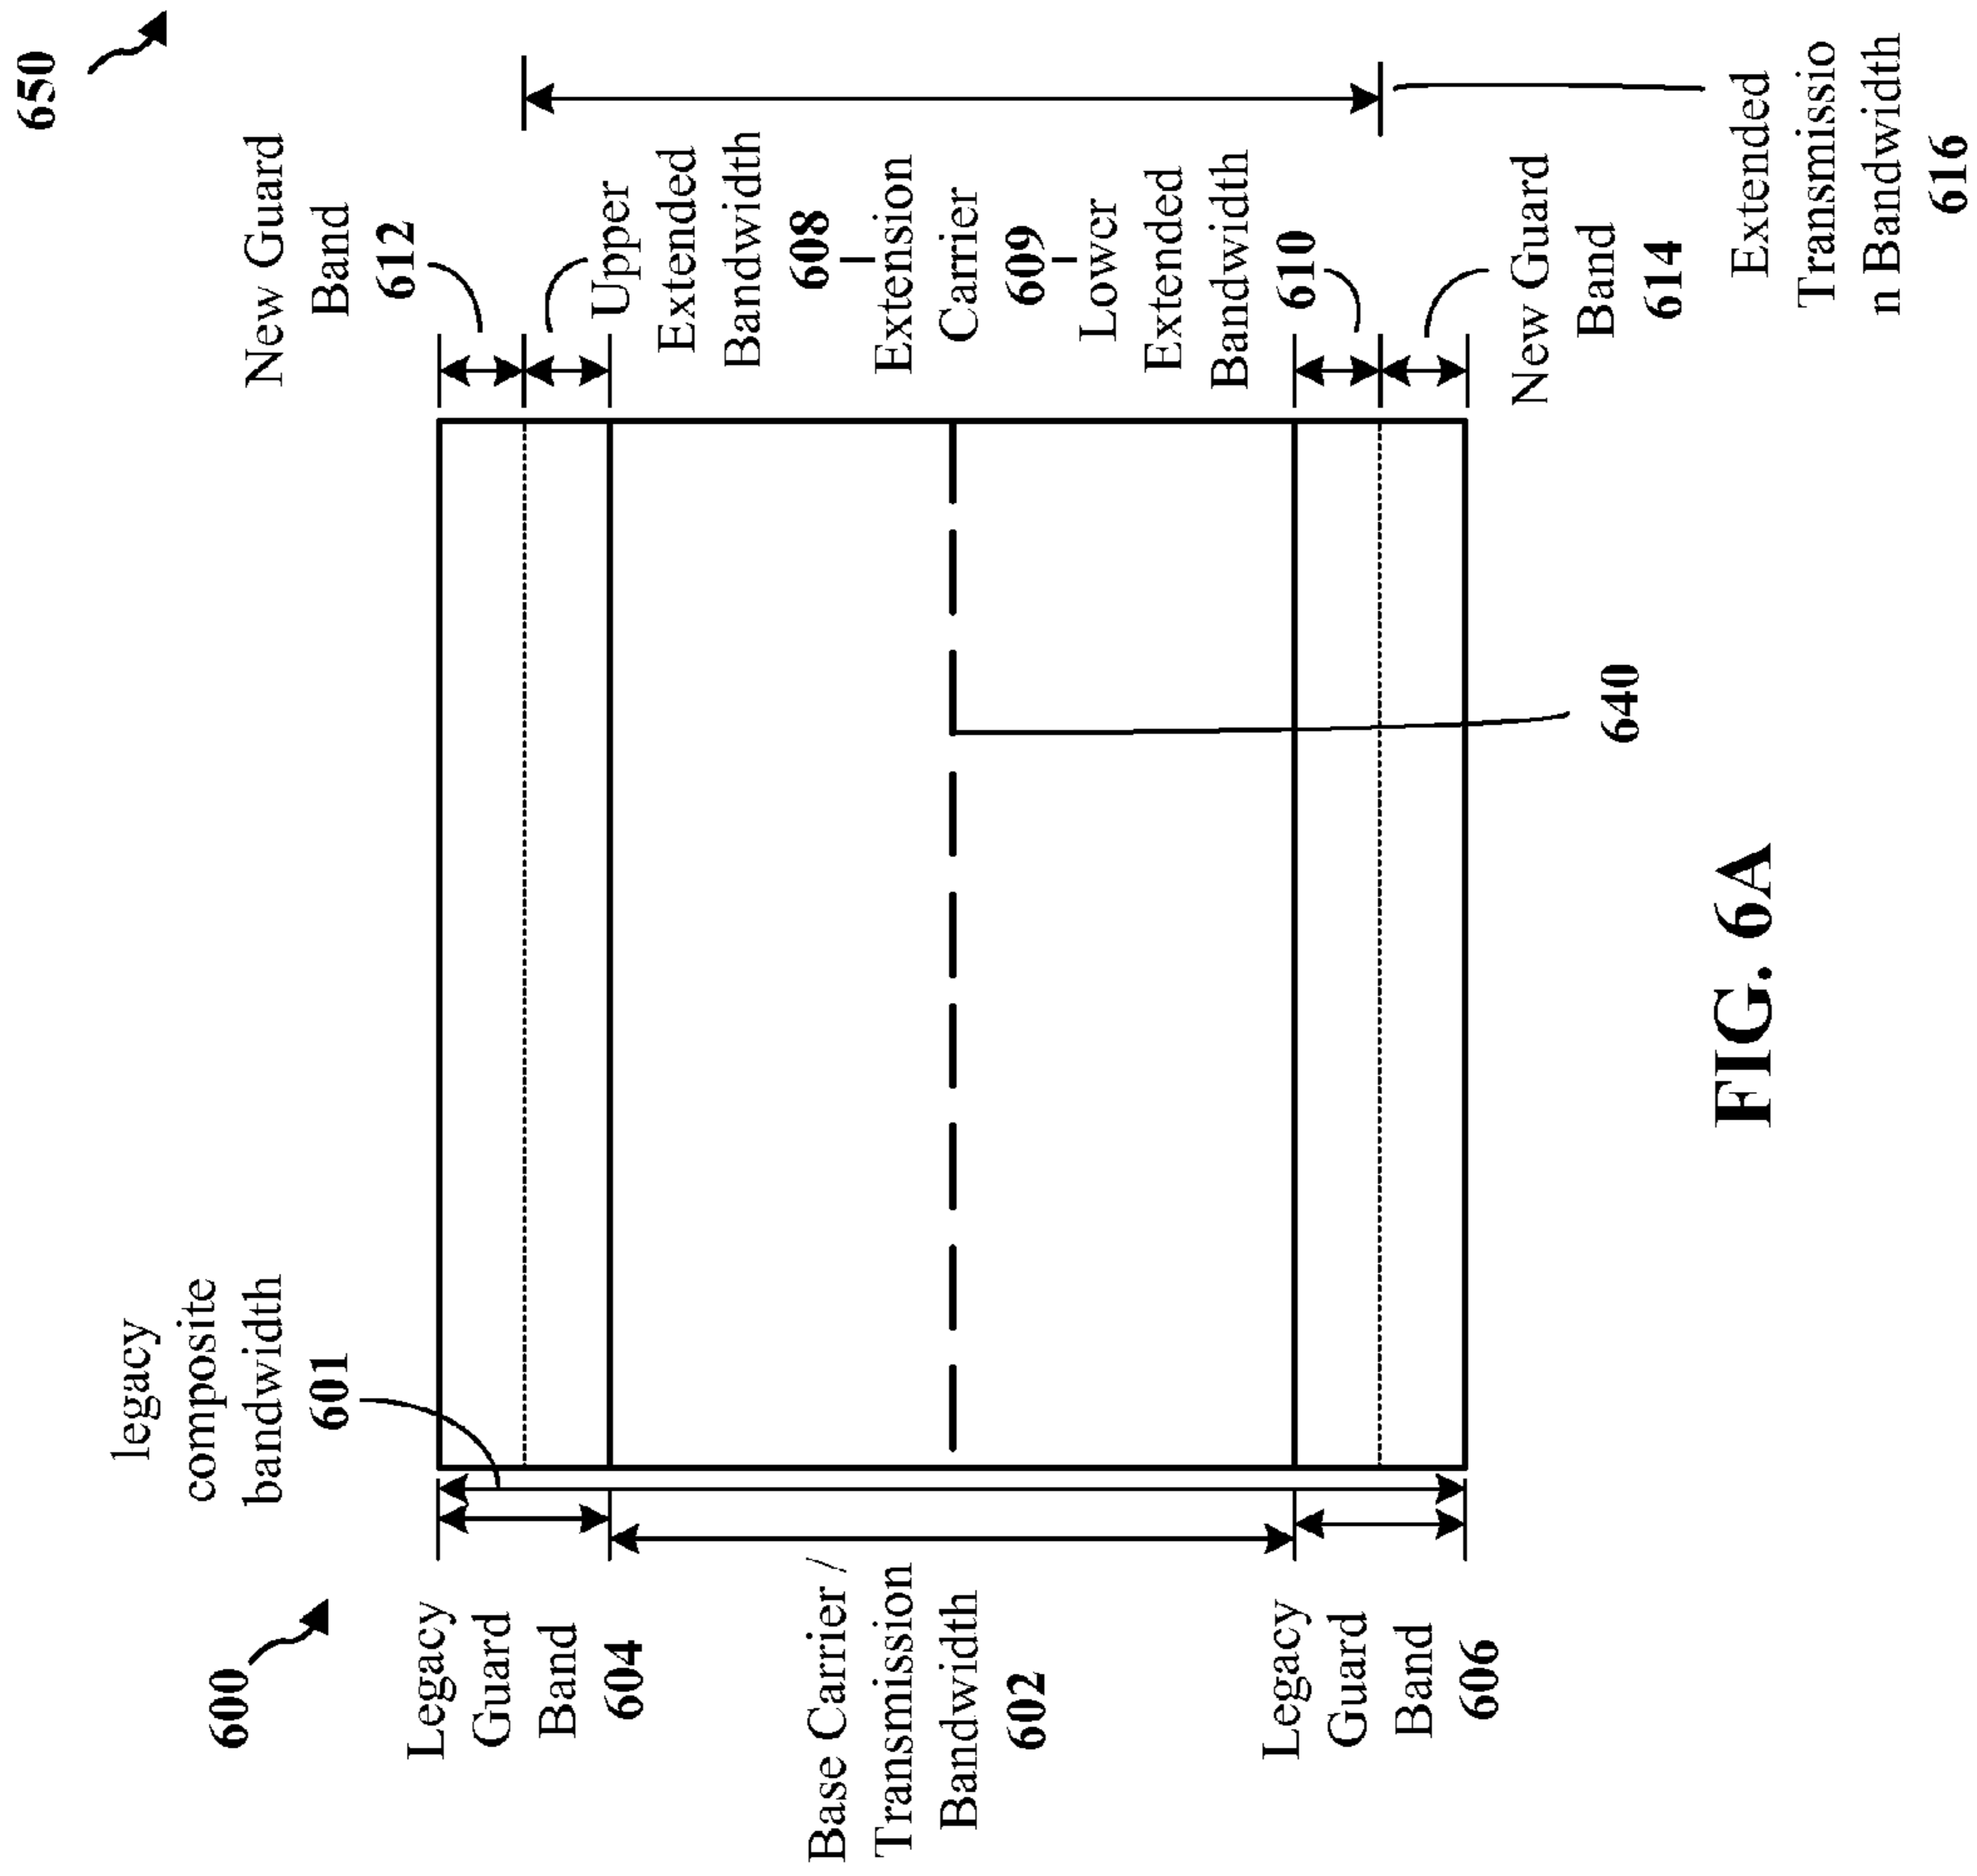 600
650
legacy
composite
bandwidth
601
Legacy
Guard
Band
604
Base Carrier /
Transmission
Bandwidth
602
Legacy
Guard
Band
606
New Guard
Band
612
Upper
Extended
Bandwidth
608
Extension
Carrier
609
Lower
Extended
Bandwidth
610
New Guard
Band
614
Extended
Transmissio
n Bandwidth
616
640
FIG. 6A